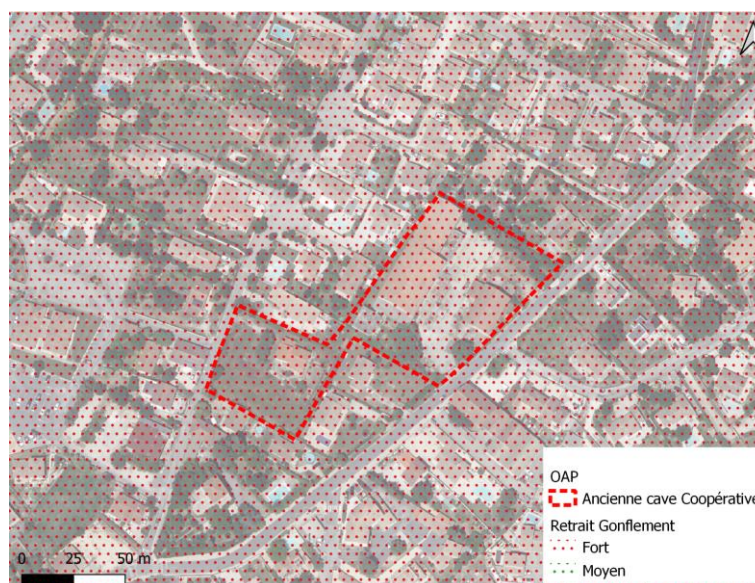 OAP
Ancienne cave Coopérative
Retrait Gonflement
Fort
Moyen
0 25 50 m